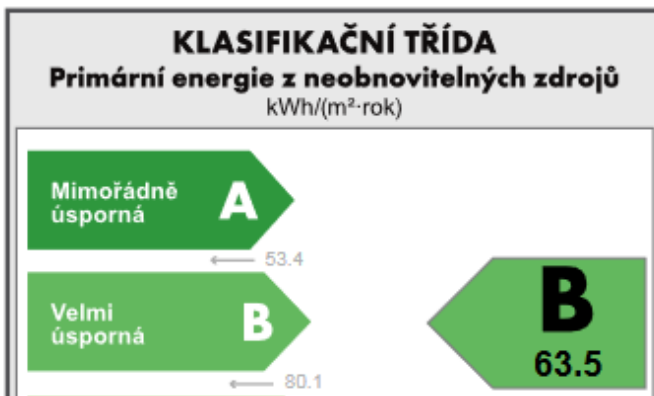 KLASIFIKAČNÍ TŘÍDA
Primární energie z neobnovitelných zdrojů
kWh/(m²·rok)
Mimořádně
úsporná
A
53.4
Velmi
úsporná
B
80.1
B
63.5